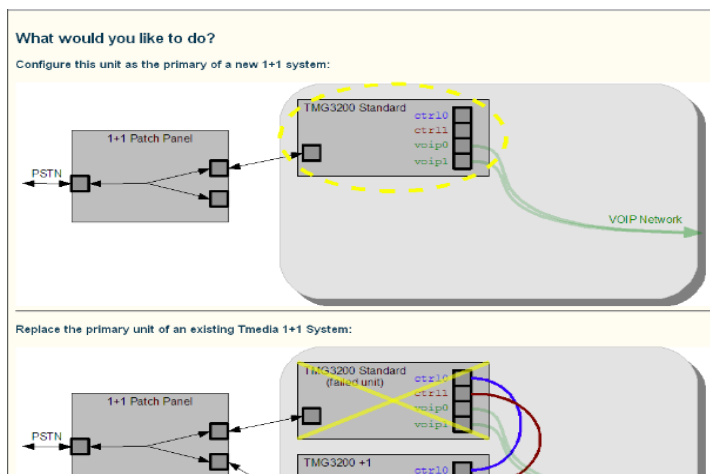 What would you like to do?
Configure this unit as the primary of a new 1+1 system:
TMG3200 Standard
ctrl0
ctrl1
voip0
voip1
1+1 Patch Panel
PSTN
VOIP Network
Replace the primary unit of an existing Tmedia 1+1 System:
TMG3200 Standard
(failed unit)
ctrl0
ctrl1
voip0
voip1
1+1 Patch Panel
PSTN
TMG3200 +1
ctrl0